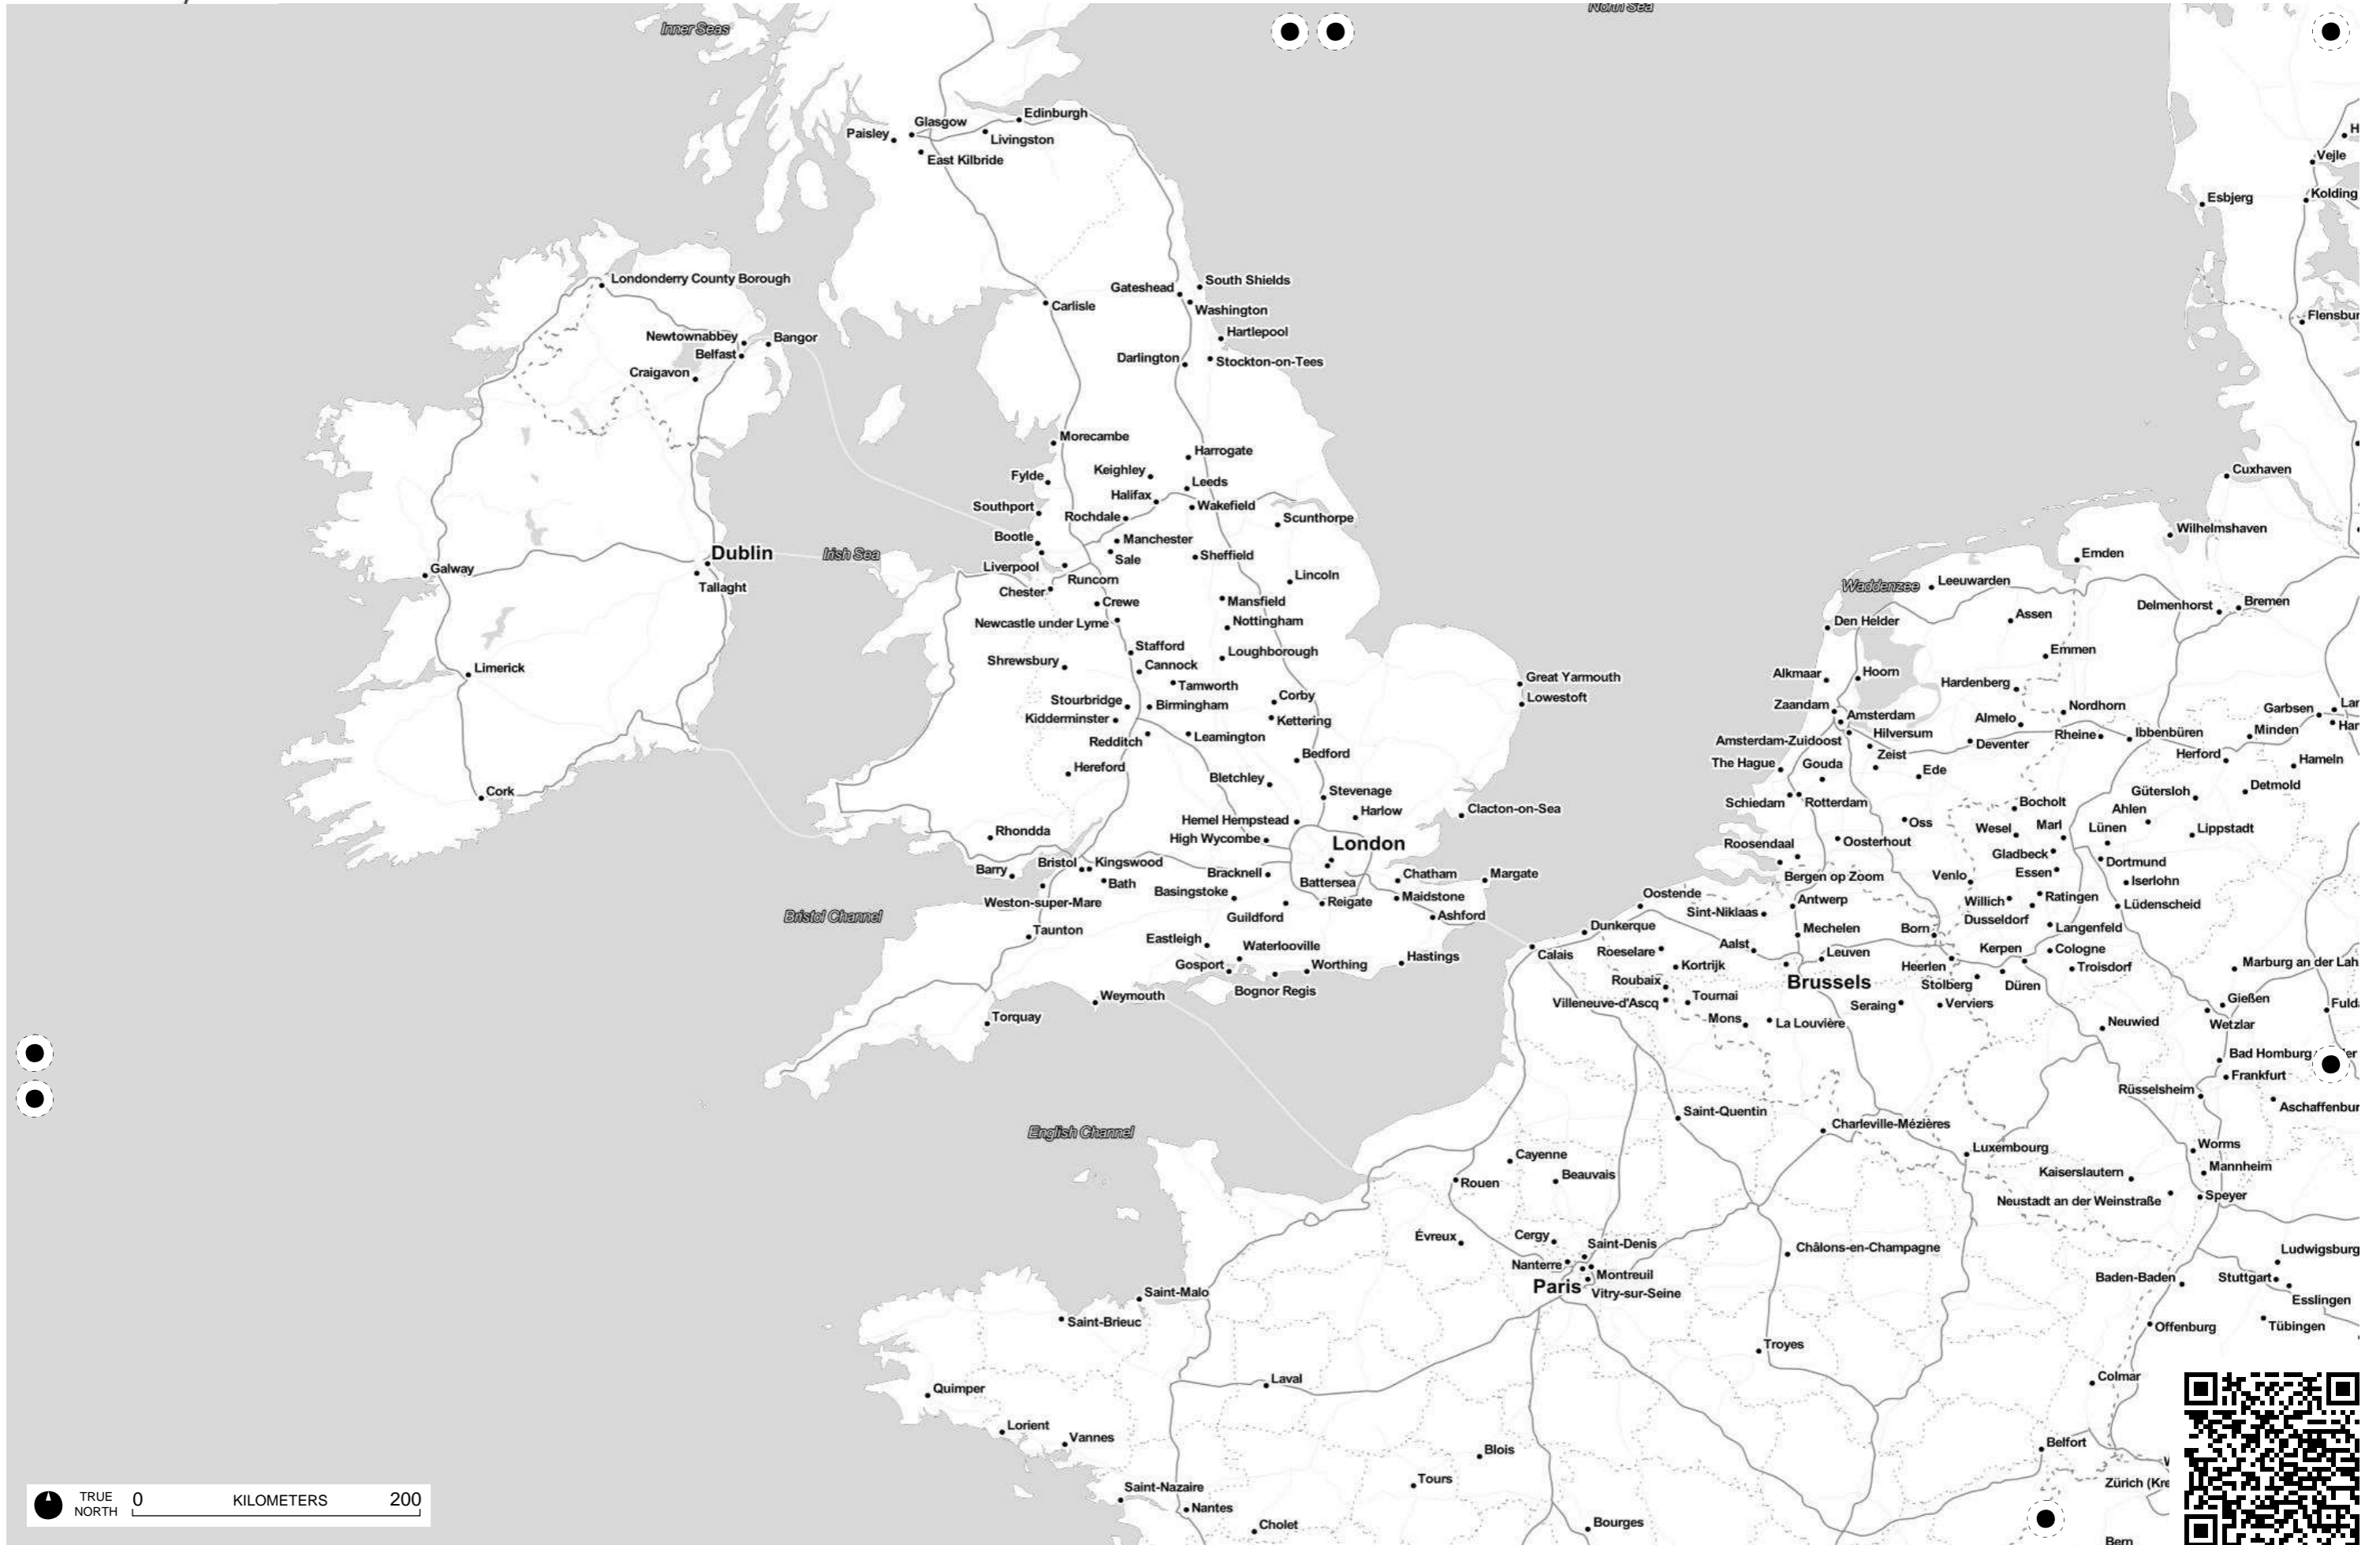 Inner Seas
North Sea
Edinburgh
Glasgow
Paisley
Livingston
East Kilbride
Vejle
Kolding
Esbjerg
Londonderry County Borough
South Shields
Gateshead
Carlisle
Washington
Flensbur
Hartlepool
Newtownabbey
Bangor
Belfast
Darlington
Stockton-on-Tees
Craigavon
Morecambe
Harrogate
Keighley
Fylde
Cuxhaven
Leeds
Halifax
Southport
Wakefield
Rochdale
Scunthorpe
Wilhelmshaven
Bootle
Manchester
Dublin
Irish Sea
Sale
Sheffield
Emden
Liverpool
Galway
Runcorn
Lincoln
Leeuwarden
Waddenzee
Tallaght
Chester
Crewe
Mansfield
Delmenhorst
Bremen
Assen
Newcastle under Lyme
Nottingham
Den Helder
Stafford
Loughborough
Emmen
Shrewsbury
Cannock
Limerick
Great Yarmouth
Alkmaar
Hoorn
Tamworth
Hardenberg
Lowestoft
Stourbridge
Birmingham
Corby
Zaandam
Nordhorn
Garbsen
Lar
Kidderminster
Kettering
Amsterdam
Almelo
Har
Redditch
Leamington
Amsterdam-Zuidoost
Hilversum
Deventer
Rheine
Ibbenbüren
Minden
Bedford
Zeist
Herford
Hameln
The Hague
Gouda
Hereford
Bletchley
Ede
Cork
Stevenage
Gütersloh
Detmold
Schiedam
Rotterdam
Bocholt
Ahlen
Harlow
Clacton-on-Sea
Hemel Hempstead
Oss
Wesel
Marl
Lünen
Lippstadt
Rhondda
High Wycombe
London
Roosendaal
Oosterhout
Gladbeck
Dortmund
Bristol
Kingswood
Barry
Bath
Bracknell
Chatham
Margate
Bergen op Zoom
Venlo
Essen
Iserlohn
Battersea
Basingstoke
Oostende
Weston-super-Mare
Reigate
Maidstone
Antwerp
Willich
Ratingen
Lüdenscheid
Bristol Channel
Guildford
Ashford
Sint-Niklaas
Dusseldorf
Dunkerque
Taunton
Mechelen
Born
Langenfeld
Eastleigh
Waterlooville
Aalst
Roeselare
Calais
Leuven
Kerpen
Cologne
Gosport
Worthing
Hastings
Kortrijk
Heerlen
Troisdorf
Marburg an der Lah
Roubaix
Brussels
Stolberg
Düren
Bognor Regis
Weymouth
Villeneuve-d'Ascq
Tournai
Seraing
Verviers
Gießen
Fuld
Torquay
Mons
La Louvière
Neuwied
Wetzlar
Bad Homburg
er
Frankfurt
Rüsselsheim
Aschaffenbur
Saint-Quentin
Charleville-Mézières
English Channel
Luxembourg
Worms
Cayenne
Mannheim
Beauvais
Kaiserslautern
Rouen
Neustadt an der Weinstraße
Speyer
Évreux
Cergy
Saint-Denis
Châlons-en-Champagne
Ludwigsburg
Nanterre
Montreuil
Baden-Baden
Stuttgart
Paris
Vitry-sur-Seine
Saint-Malo
Esslingen
Saint-Brieuc
Offenburg
Tübingen
Troyes
Laval
Colmar
Quimper
Lorient
Vannes
Blois
Belfort
Tours
Zürich (Kre
Saint-Nazaire
TRUE NORTH 0 KILOMETERS 200
Nantes
Cholet
Bourges
Bern